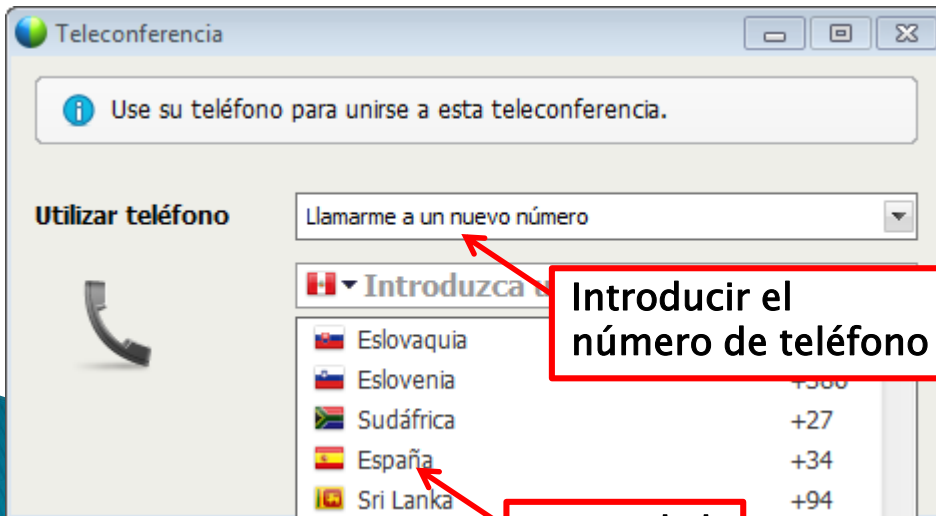 Teleconferencia
Use su teléfono para unirse a esta teleconferencia.
Utilizar teléfono
Llamarme a un nuevo número
Introduzca
Introducir el
número de teléfono
Eslovaquia
Eslovenia +386
Sudáfrica +27
España +34
Sri Lanka +94